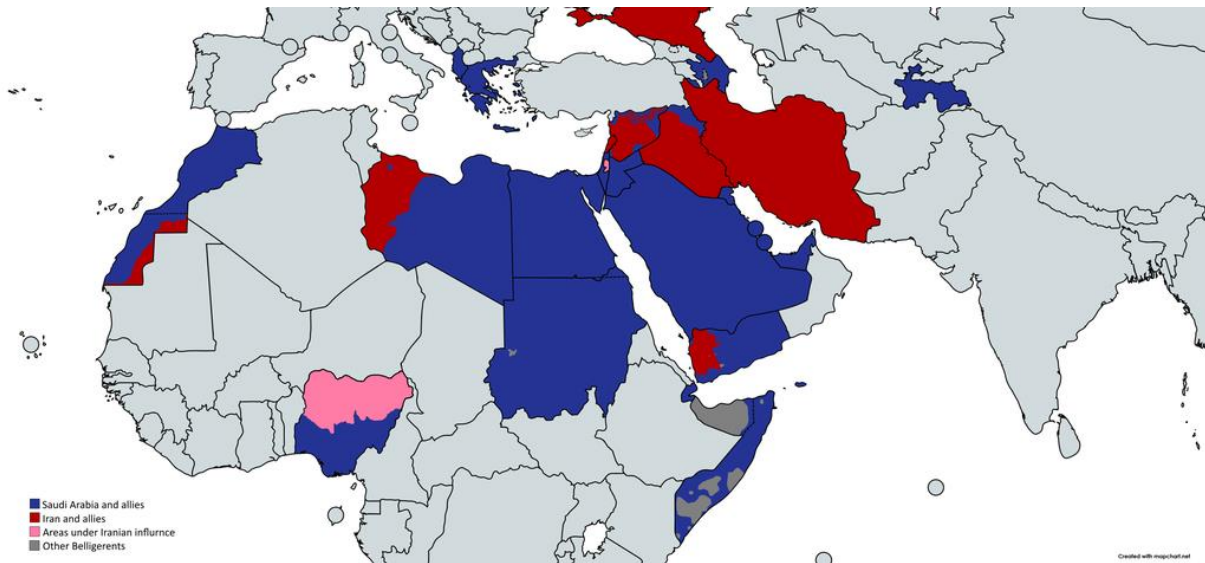 Saudi Arabia and allies
Iran and allies
Areas under Iranian influrnce
Other Belligerents
Created with mapchart.net